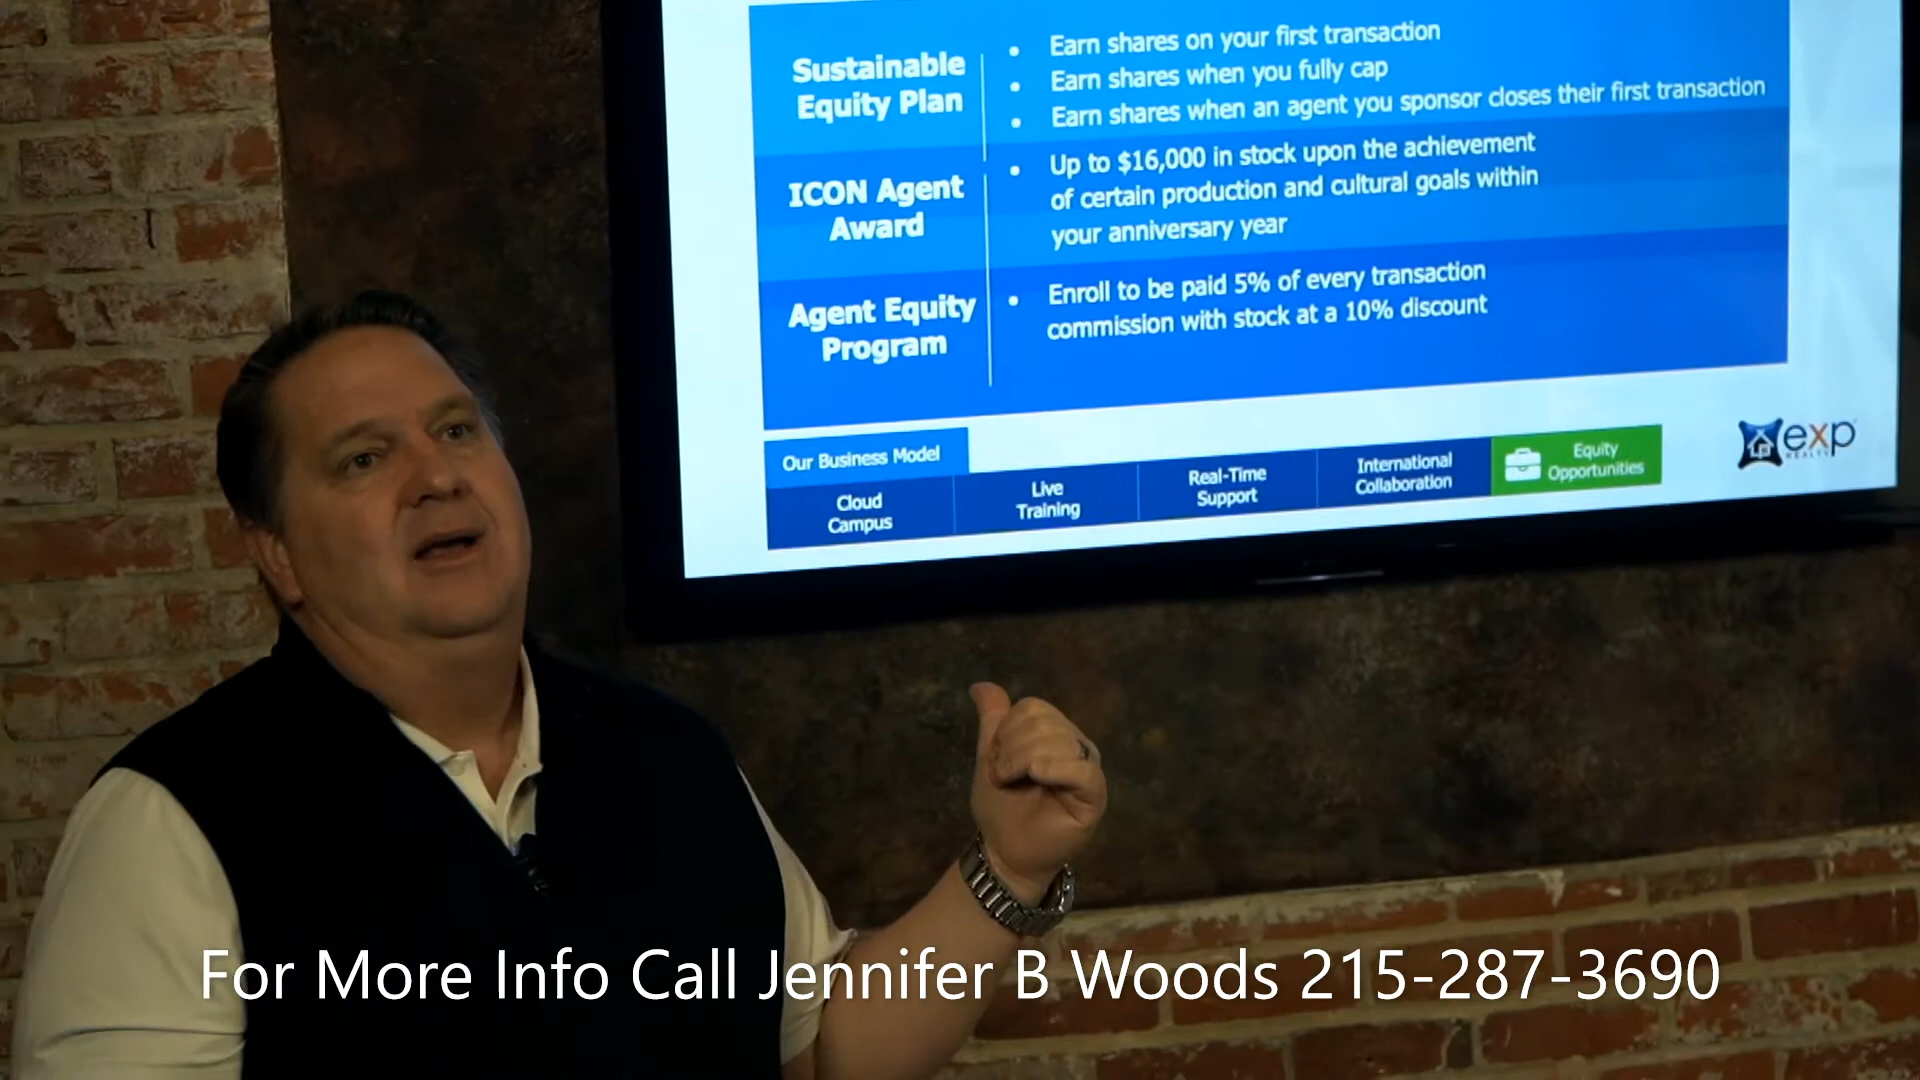 Sustainable
Equity Plan
• Earn shares on your first transaction
• Earn shares when you fully cap
• Earn shares when an agent you sponsor closes their first transaction
ICON Agent
Award
• Up to $16,000 in stock upon the achievement
of certain production and cultural goals within
your anniversary year
Agent Equity
Program
• Enroll to be paid 5% of every transaction
commission with stock at a 10% discount
Our Business Model
Cloud
Campus
Live
Training
Real-Time
Support
International
Collaboration
Equity
Opportunities
exp
REALTY
For More Info Call Jennifer B Woods 215-287-3690